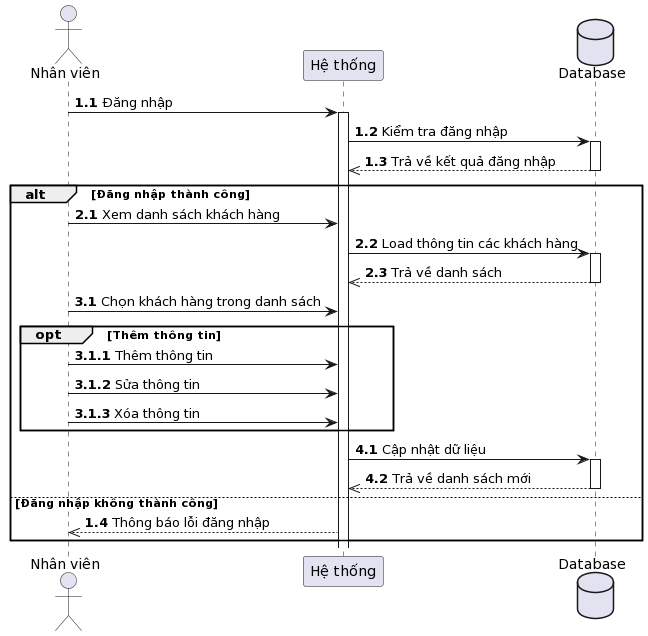 Nhân viên
Hệ thống
Database
1.1 Đăng nhập
1.2 Kiểm tra đăng nhập
1.3 Trả về kết quả đăng nhập
alt [Đăng nhập thành công]
2.1 Xem danh sách khách hàng
2.2 Load thông tin các khách hàng
2.3 Trả về danh sách
3.1 Chọn khách hàng trong danh sách
opt [Thêm thông tin]
3.1.1 Thêm thông tin
3.1.2 Sửa thông tin
3.1.3 Xóa thông tin
4.1 Cập nhật dữ liệu
4.2 Trả về danh sách mới
[Đăng nhập không thành công]
1.4 Thông báo lỗi đăng nhập
Nhân viên
Hệ thống
Database